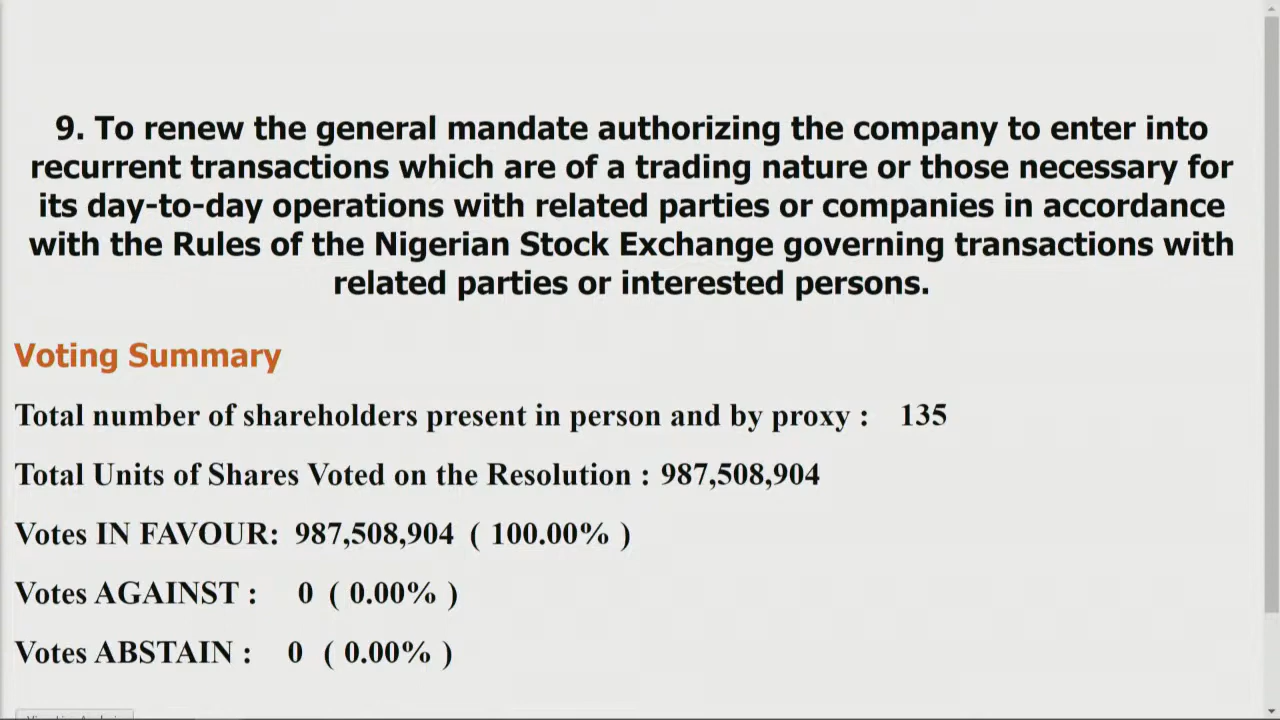 9. To renew the general mandate authorizing the company to enter into
recurrent transactions which are of a trading nature or those necessary for
its day-to-day operations with related parties or companies in accordance
with the Rules of the Nigerian Stock Exchange governing transactions with
related parties or interested persons.
Voting Summary
Total number of shareholders present in person and by proxy : 135
Total Units of Shares Voted on the Resolution : 987,508,904
Votes IN FAVOUR: 987,508,904 ( 100.00% )
Votes AGAINST : 0 ( 0.00% )
Votes ABSTAIN : 0 ( 0.00% )